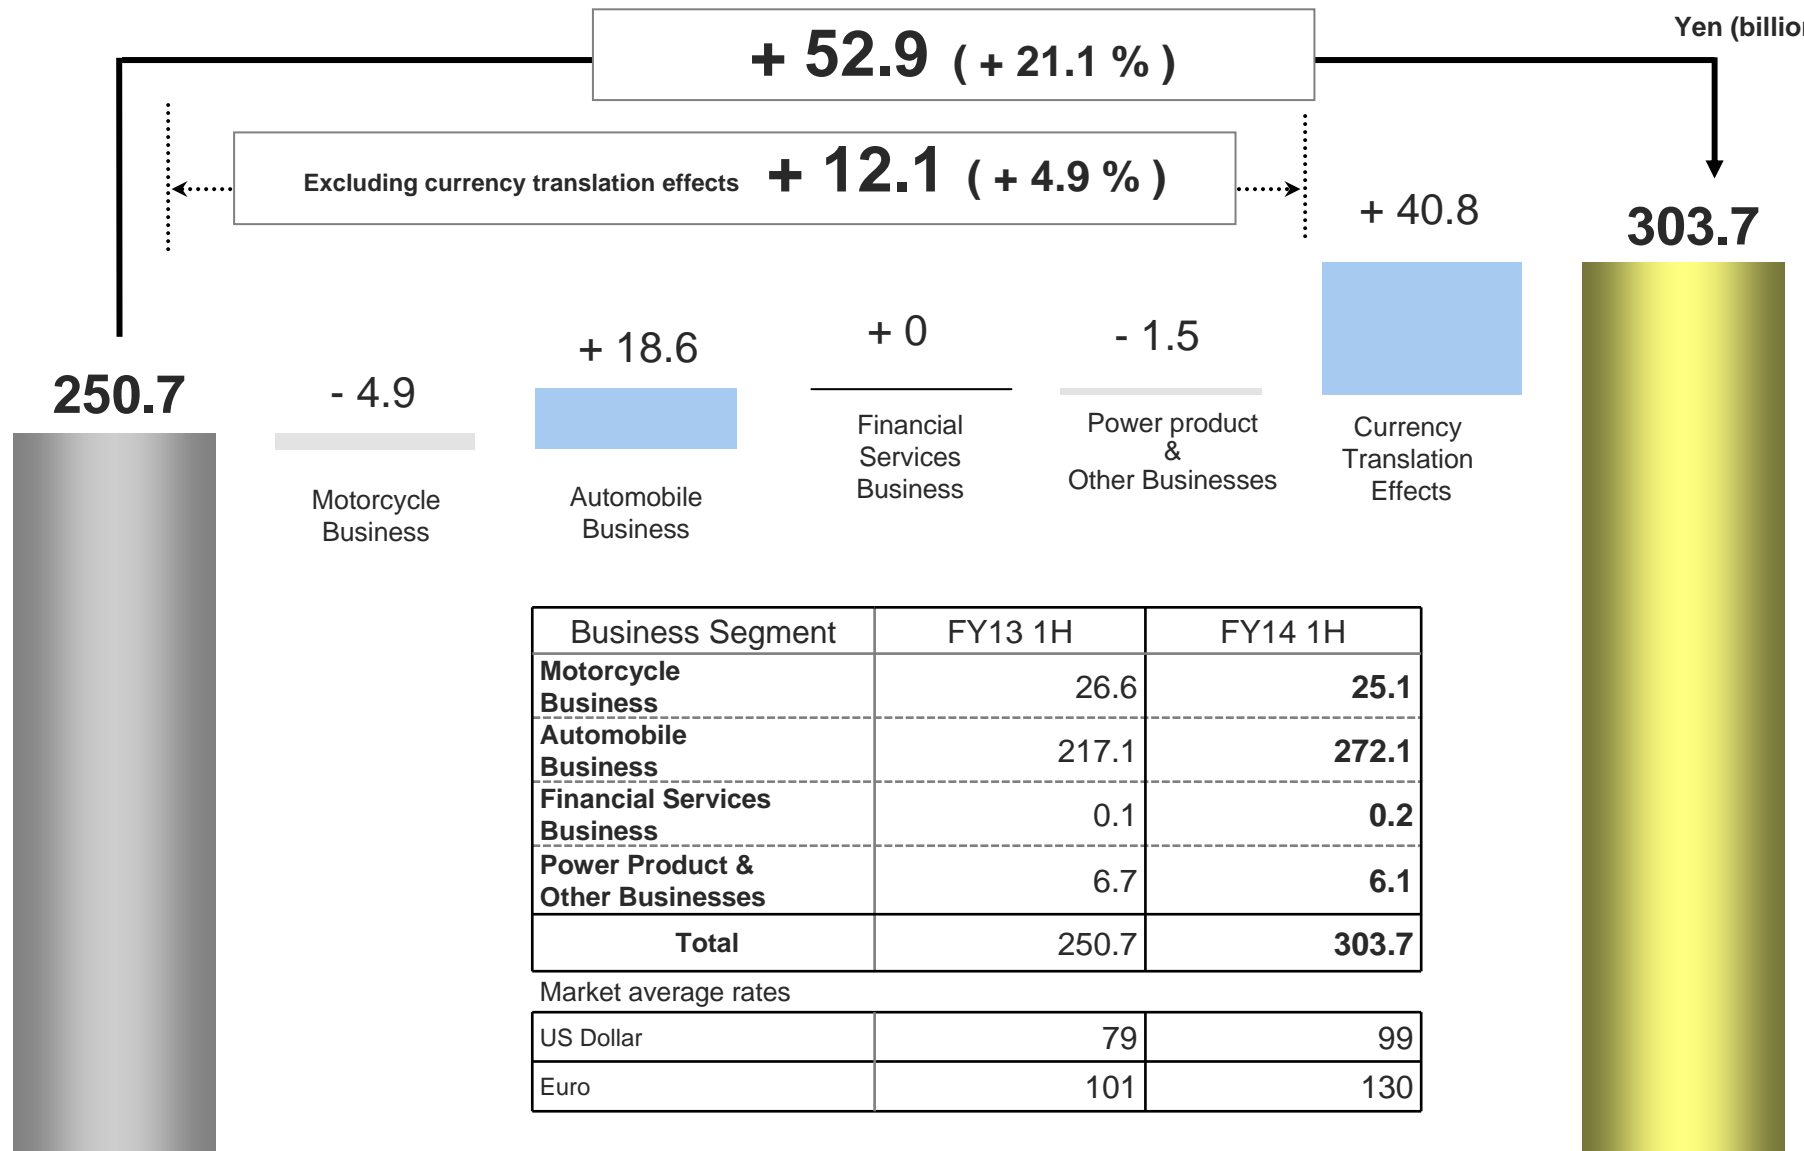 Yen (billion
+ 52.9 ( + 21.1 % )
Excluding currency translation effects + 12.1 ( + 4.9 % )
+ 40.8
303.7
+ 0
- 1.5
+ 18.6
250.7
- 4.9
Motorcycle
Business
Automobile
Business
Financial
Services
Business
Power product
&
Other Businesses
Currency
Translation
Effects
Business Segment FY13 1H FY14 1H
Motorcycle
Business 26.6 25.1
Automobile
Business 217.1 272.1
Financial Services
Business 0.1 0.2
Power Product &
Other Businesses 6.7 6.1
Total 250.7 303.7
Market average rates
US Dollar 79 99
Euro 101 130